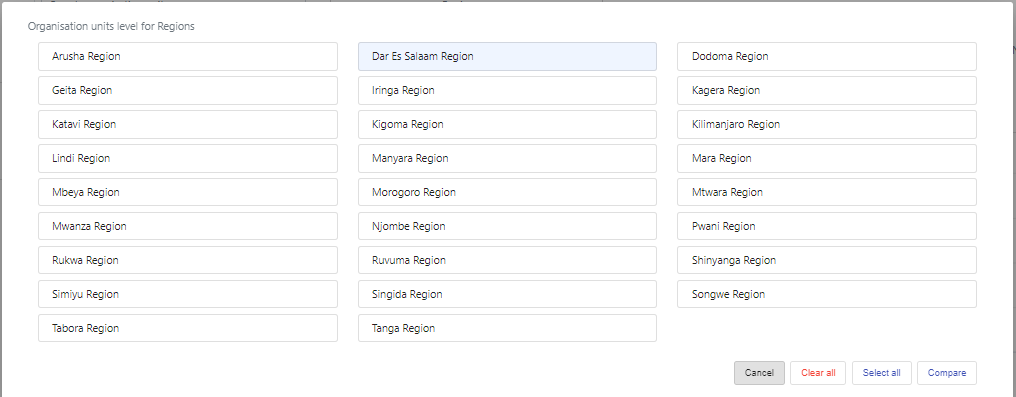 Organisation units level for Regions
Arusha Region
Dar Es Salaam Region
Dodoma Region
Geita Region
Iringa Region
Kagera Region
Katavi Region
Kigoma Region
Kilimanjaro Region
Lindi Region
Manyara Region
Mara Region
Mbeya Region
Morogoro Region
Mtwara Region
Mwanza Region
Njombe Region
Pwani Region
Rukwa Region
Ruvuma Region
Shinyanga Region
Simiyu Region
Singida Region
Songwe Region
Tabora Region
Tanga Region
Cancel
Clear all
Select all
Compare